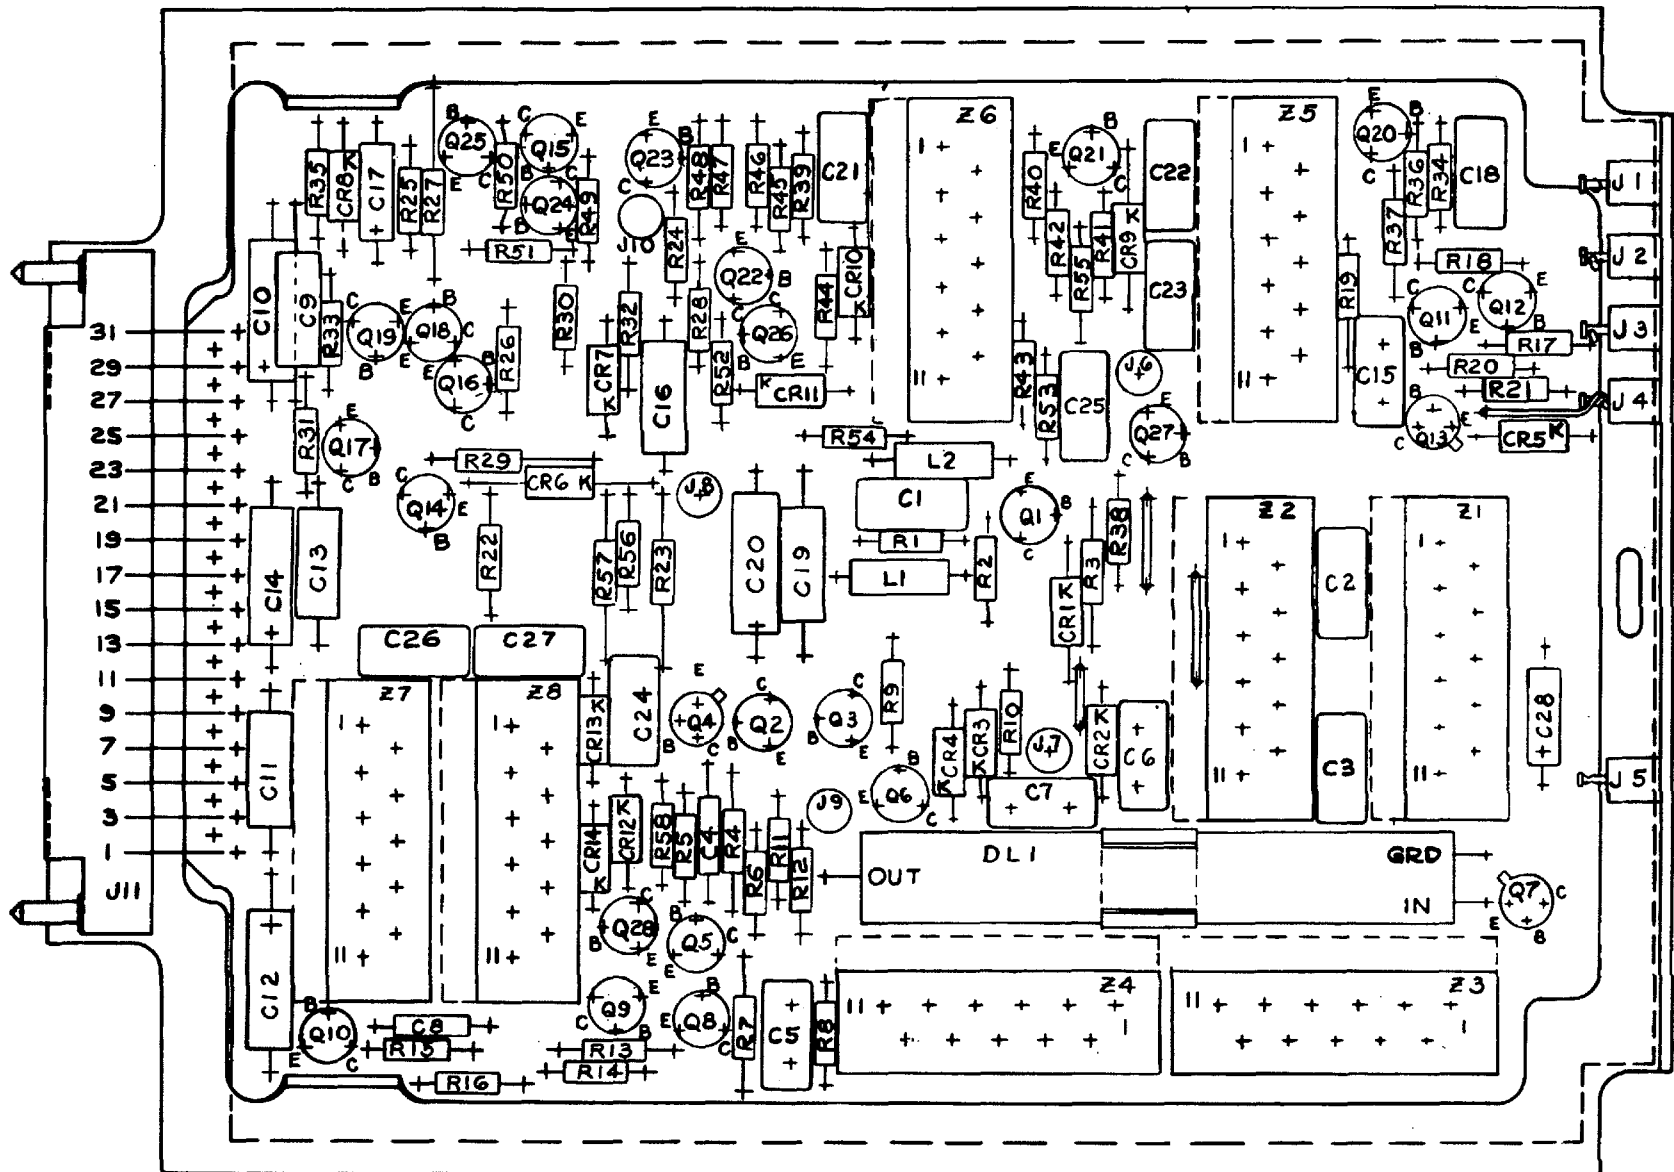 Z6
Z5
B
Q25
E
C
C
E
Q15
B
E
B
Q23
C
R48
R47
R46
R45
R39
C21
I
II
B
E
Q21
C
R40
R42
R55
R41
CR9 K
C22
C23
I
II
E
B
Q20
C
R36
R34
C18
R37
J1
J2
J3
J4
R35
CR8 K
C17
R25
R27
R50
Q24
B
C
E
R49
J10
R24
R51
E
Q22
B
C
R44
CR10 K
R19
R18
C
Q11
E
B
C
Q12
E
B
R17
C10
C9
R33
C
E
Q19
B
B
Q18
E
C
E
Q16
B
C
R26
R30
R32
CR7 K
R28
C
Q26
B
E
R52
K CR11
C16
R43
R53
C25
J6
E
Q27
C
B
C15
R20
R21
B
E
Q13
C
CR5 K
31
29
27
25
23
21
19
17
15
13
11
9
7
5
3
1
J11
R31
E
Q17
C
B
R54
L2
R29
CR6 K
J8
C1
E
Q1
B
C
R38
Z2
Z1
I
II
I
II
C
Q14
E
B
R22
R57
R56
R23
C20
C19
R1
L1
R2
R3
CR1 K
C2
C14
C13
C26
C27
Z7
Z8
I
II
I
II
CR13 K
C24
E
Q4
B
C
C
Q2
B
E
C
Q3
B
E
R9
CR4 K
CR3 K
R10
J7
CR2 K
C6
C3
C28
J5
C11
CR14 K
CR12 K
R58
R5
C4
R4
R6
R11
R12
J9
B
Q6
E
C
C7
OUT
DL1
GRD
IN
Q7
C
E
B
C12
C
Q28
B
E
B
Q5
C
E
Z4
II
I
Z3
II
I
B
Q10
E
C
C8
R15
R16
E
Q9
C
B
R13
R14
B
Q8
E
C
R7
C5
R8